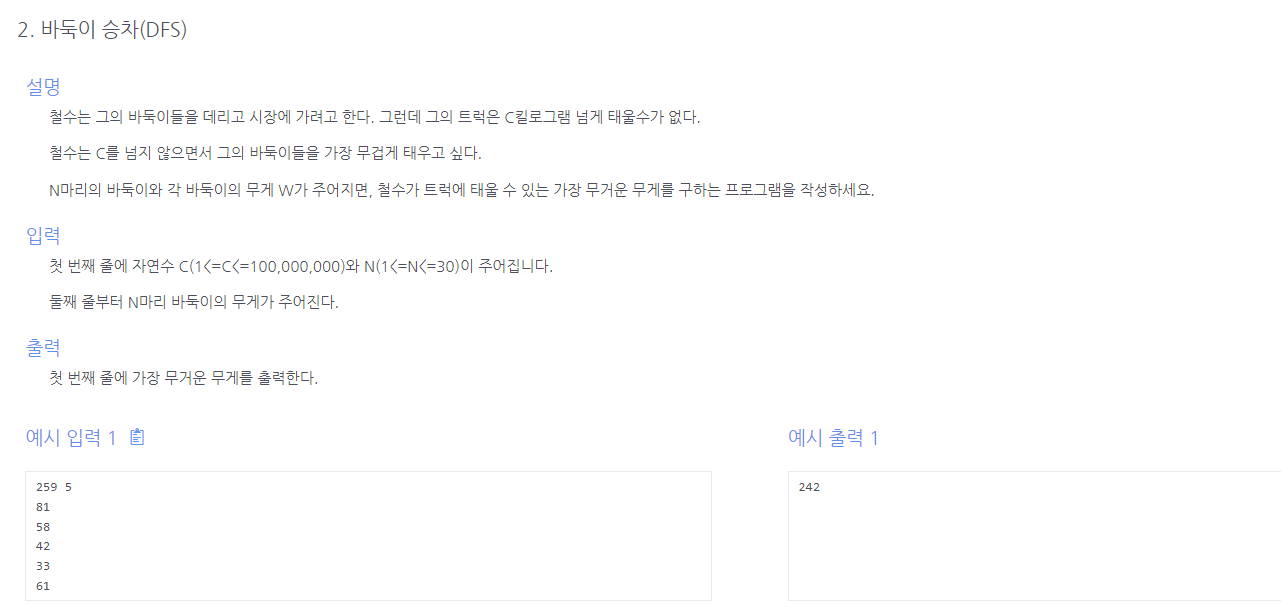 2. 바둑이 승차(DFS)
설명
철수는 그의 바둑이들을 데리고 시장에 가려고 한다. 그런데 그의 트럭은 C킬로그램 넘게 태울수가 없다.
철수는 C를 넘지 않으면서 그의 바둑이들을 가장 무겁게 태우고 싶다.
N마리의 바둑이와 각 바둑이의 무게 W가 주어지면, 철수가 트럭에 태울 수 있는 가장 무거운 무게를 구하는 프로그램을 작성하세요.
입력
첫 번째 줄에 자연수 C(1<=C<=100,000,000)와 N(1<=N<=30)이 주어집니다.
둘째 줄부터 N마리 바둑이의 무게가 주어진다.
출력
첫 번째 줄에 가장 무거운 무게를 출력한다.
예시 입력 1
259 5
81
58
42
33
61
예시 출력 1
242